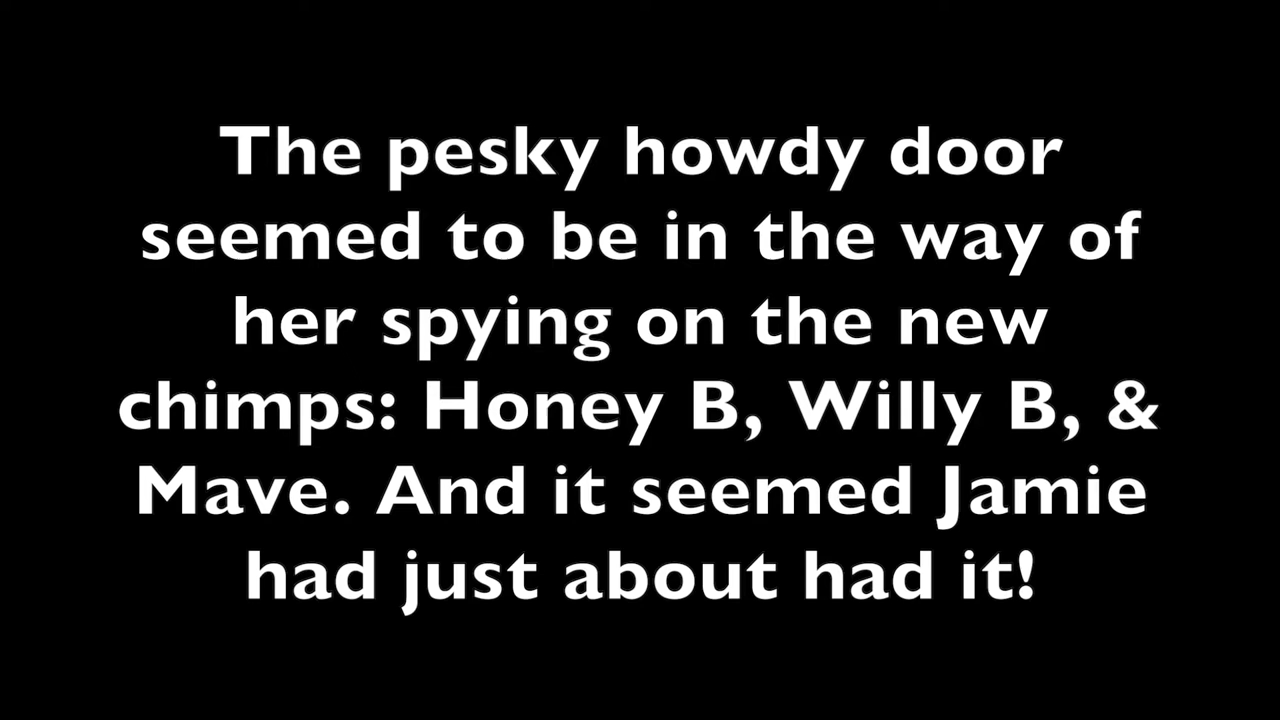 The pesky howdy door
seemed to be in the way of
her spying on the new
chimps: Honey B, Willy B, &
Mave. And it seemed Jamie
had just about had it!